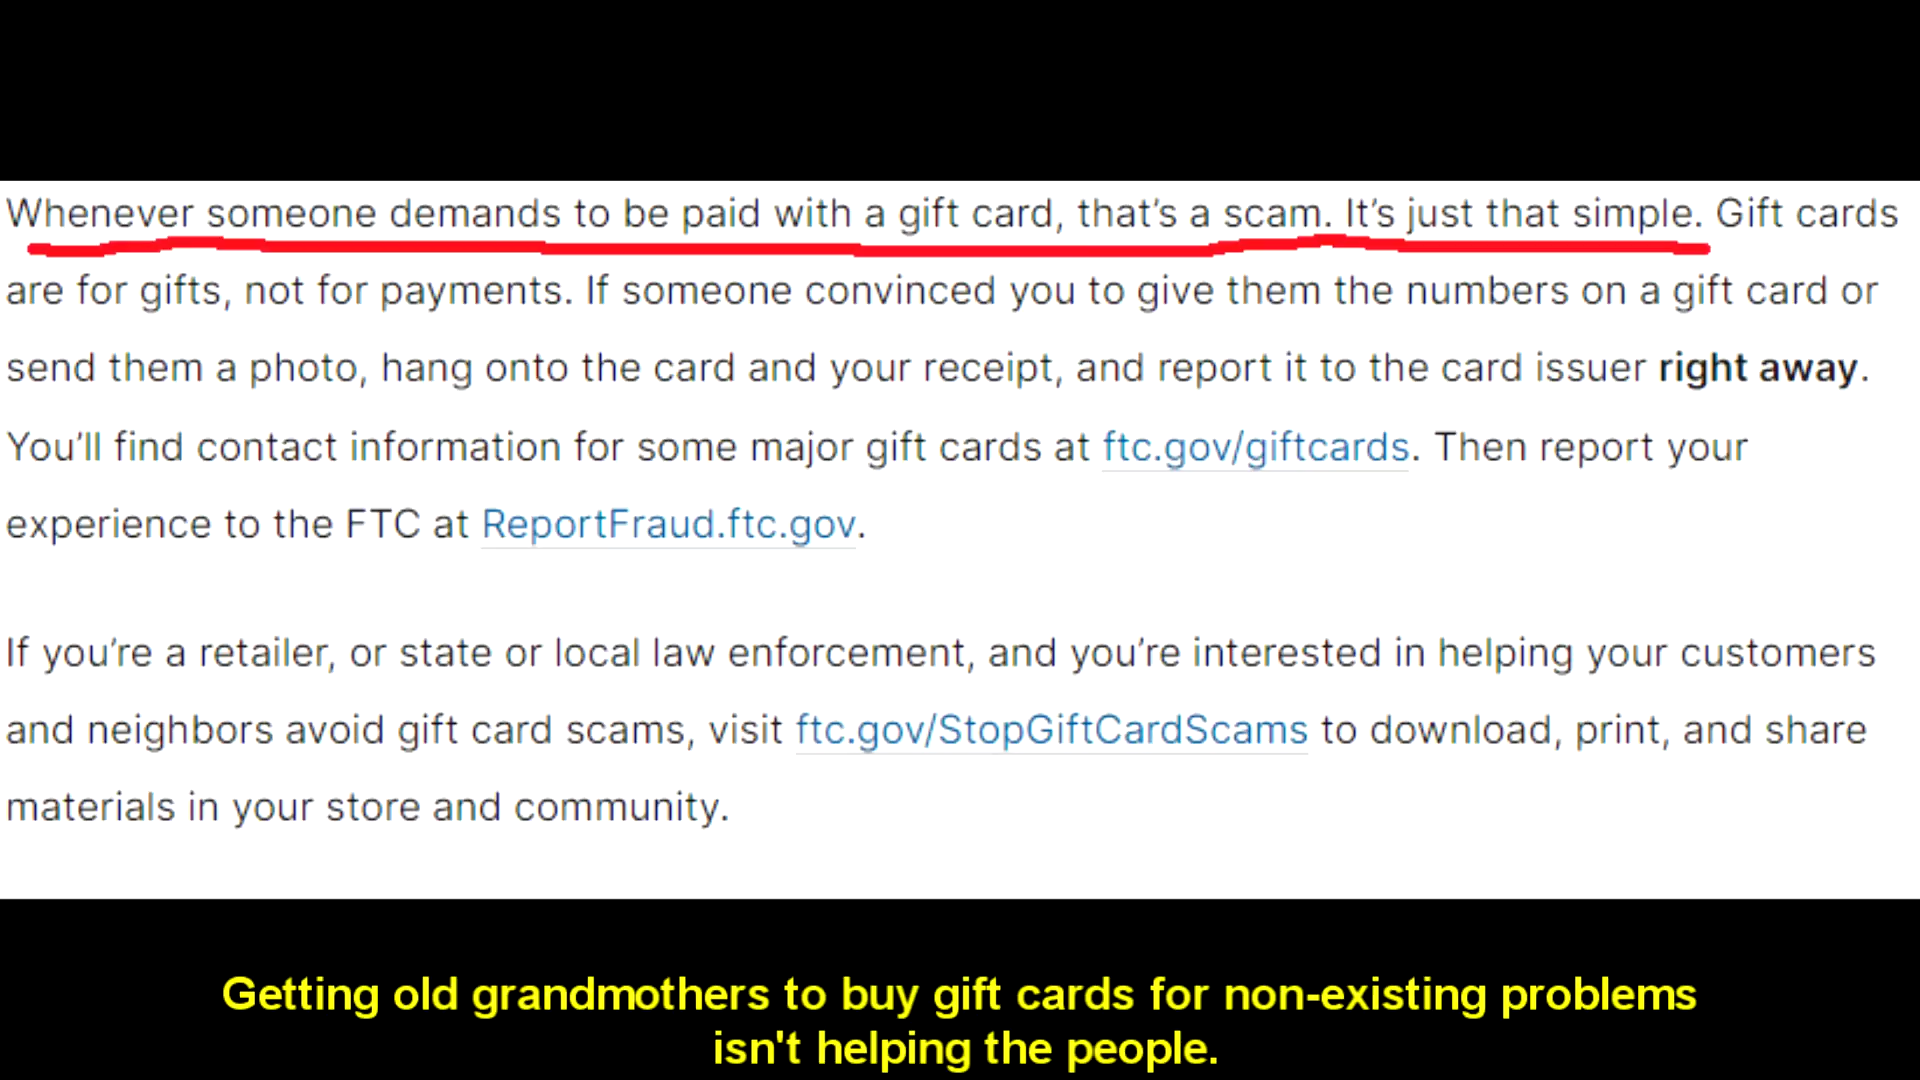 Whenever someone demands to be paid with a gift card, that’s a scam. It’s just that simple. Gift cards
are for gifts, not for payments. If someone convinced you to give them the numbers on a gift card or
send them a photo, hang onto the card and your receipt, and report it to the card issuer right away.
You’ll find contact information for some major gift cards at ftc.gov/giftcards. Then report your
experience to the FTC at ReportFraud.ftc.gov.
If you’re a retailer, or state or local law enforcement, and you’re interested in helping your customers
and neighbors avoid gift card scams, visit ftc.gov/StopGiftCardScams to download, print, and share
materials in your store and community.
Getting old grandmothers to buy gift cards for non-existing problems
isn't helping the people.